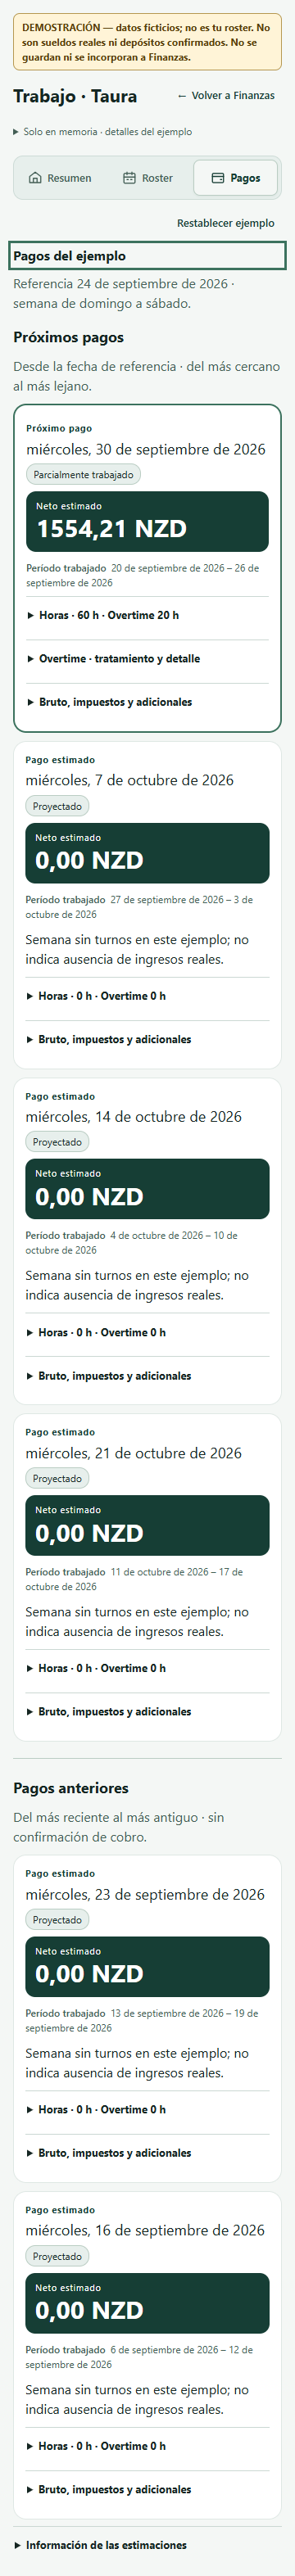 DEMOSTRACIÓN — datos ficticios; no es tu roster. No
son sueldos reales ni depósitos confirmados. No se
guardan ni se incorporan a Finanzas.
Trabajo · Taura
← Volver a Finanzas
▶ Solo en memoria · detalles del ejemplo
Resumen
Roster
Pagos
Restablecer ejemplo
Pagos del ejemplo
Referencia 24 de septiembre de 2026 ·
semana de domingo a sábado.
Próximos pagos
Desde la fecha de referencia · del más cercano
al más lejano.
Próximo pago
miércoles, 30 de septiembre de 2026
Parcialmente trabajado
Neto estimado
1554,21 NZD
Período trabajado 20 de septiembre de 2026 – 26 de
septiembre de 2026
▶ Horas · 60 h · Overtime 20 h
▶ Overtime · tratamiento y detalle
▶ Bruto, impuestos y adicionales
Pago estimado
miércoles, 7 de octubre de 2026
Proyectado
Neto estimado
0,00 NZD
Período trabajado 27 de septiembre de 2026 – 3 de
octubre de 2026
Semana sin turnos en este ejemplo; no
indica ausencia de ingresos reales.
▶ Horas · 0 h · Overtime 0 h
▶ Bruto, impuestos y adicionales
Pago estimado
miércoles, 14 de octubre de 2026
Proyectado
Neto estimado
0,00 NZD
Período trabajado 4 de octubre de 2026 – 10 de
octubre de 2026
Semana sin turnos en este ejemplo; no
indica ausencia de ingresos reales.
▶ Horas · 0 h · Overtime 0 h
▶ Bruto, impuestos y adicionales
Pago estimado
miércoles, 21 de octubre de 2026
Proyectado
Neto estimado
0,00 NZD
Período trabajado 11 de octubre de 2026 – 17 de
octubre de 2026
Semana sin turnos en este ejemplo; no
indica ausencia de ingresos reales.
▶ Horas · 0 h · Overtime 0 h
▶ Bruto, impuestos y adicionales
Pagos anteriores
Del más reciente al más antiguo · sin
confirmación de cobro.
Pago estimado
miércoles, 23 de septiembre de 2026
Proyectado
Neto estimado
0,00 NZD
Período trabajado 13 de septiembre de 2026 – 19 de
septiembre de 2026
Semana sin turnos en este ejemplo; no
indica ausencia de ingresos reales.
▶ Horas · 0 h · Overtime 0 h
▶ Bruto, impuestos y adicionales
Pago estimado
miércoles, 16 de septiembre de 2026
Proyectado
Neto estimado
0,00 NZD
Período trabajado 6 de septiembre de 2026 – 12 de
septiembre de 2026
Semana sin turnos en este ejemplo; no
indica ausencia de ingresos reales.
▶ Horas · 0 h · Overtime 0 h
▶ Bruto, impuestos y adicionales
▶ Información de las estimaciones